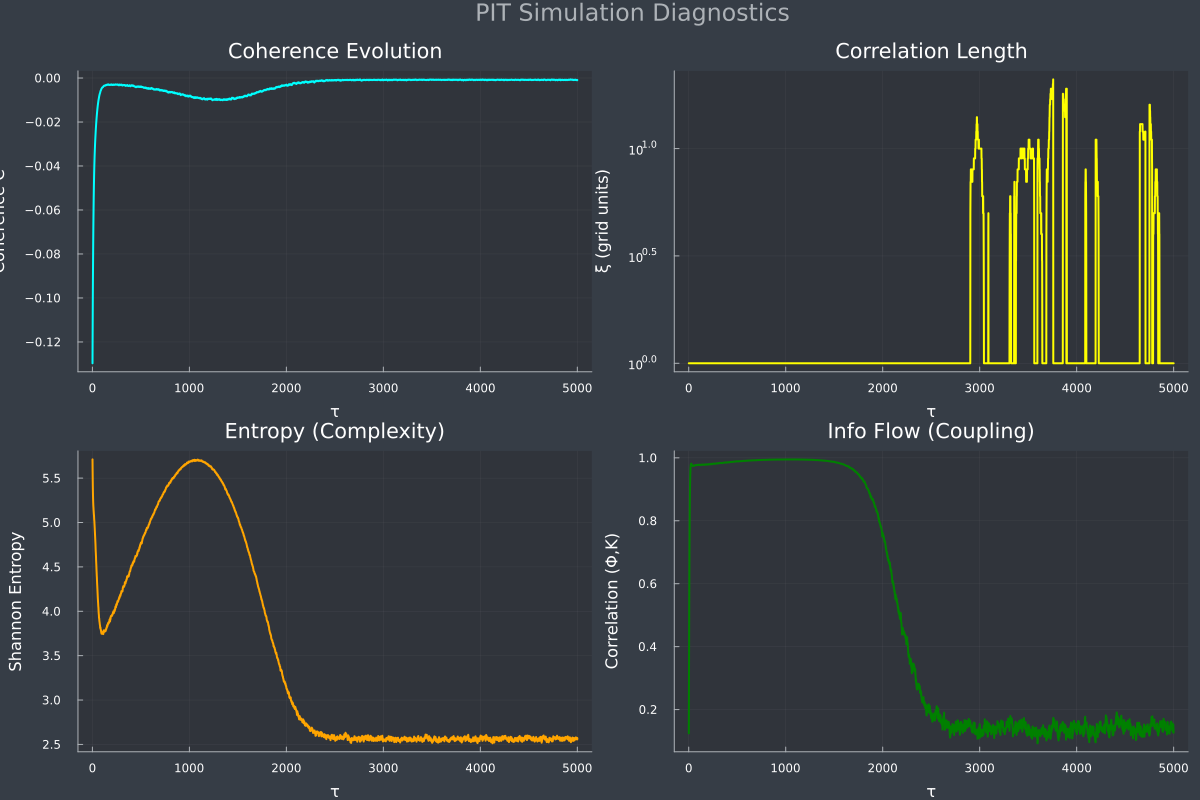 PIT Simulation Diagnostics
Coherence Evolution
0.00
−0.02
−0.04
−0.06
−0.08
−0.10
−0.12
0 1000 2000 3000 4000 5000
τ
Correlation Length
ξ (grid units)
10^1.0
10^0.5
10^0.0
0 1000 2000 3000 4000 5000
τ
Entropy (Complexity)
Shannon Entropy
5.5
5.0
4.5
4.0
3.5
3.0
2.5
0 1000 2000 3000 4000 5000
τ
Info Flow (Coupling)
Correlation (Φ,K)
1.0
0.8
0.6
0.4
0.2
0 1000 2000 3000 4000 5000
τ